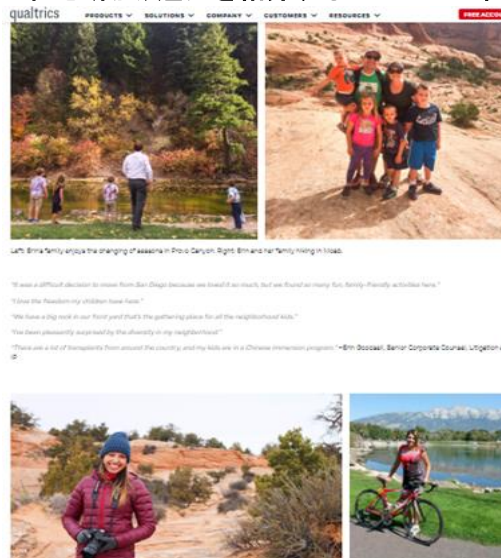 qualtrics
PRODUCTS
SOLUTIONS
COMPANY
CUSTOMERS
RESOURCES
FREE ACCOU
Left: Erin's family enjoys the changing of seasons in Provo Canyon. Right: Erin and her family hiking in Moab.
"It was a difficult decision to move from San Diego because we loved it so much, but we found so many fun, family-friendly activities here."
"I love the freedom my children have here."
"We have a big rock in our front yard that's the gathering place for all the neighborhood kids."
"I've been pleasantly surprised by the diversity in my neighborhood."
"There are a lot of transplants from around the country, and my kids are in a Chinese immersion program." –Erin Senior Corporate Counsel, Litigation